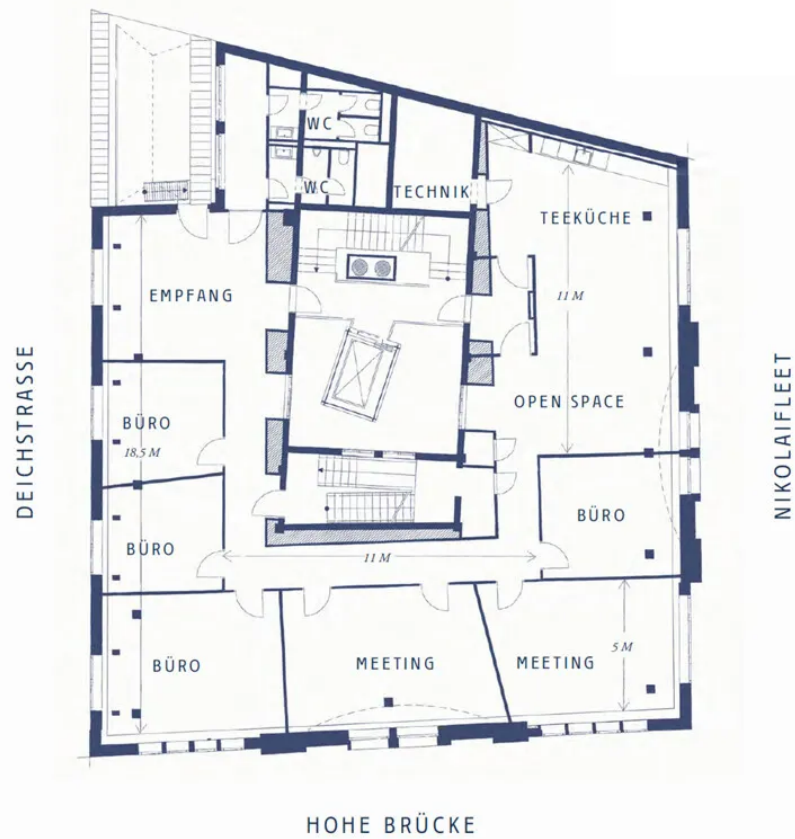 WC
WC
TECHNIK
TEEKÜCHE
EMPFANG
11 M
DEICHSTRASSE
NIKOLAIFLEET
OPEN SPACE
BÜRO
18,5 M
BÜRO
BÜRO
11 M
BÜRO
MEETING
MEETING
5 M
HOHE BRÜCKE